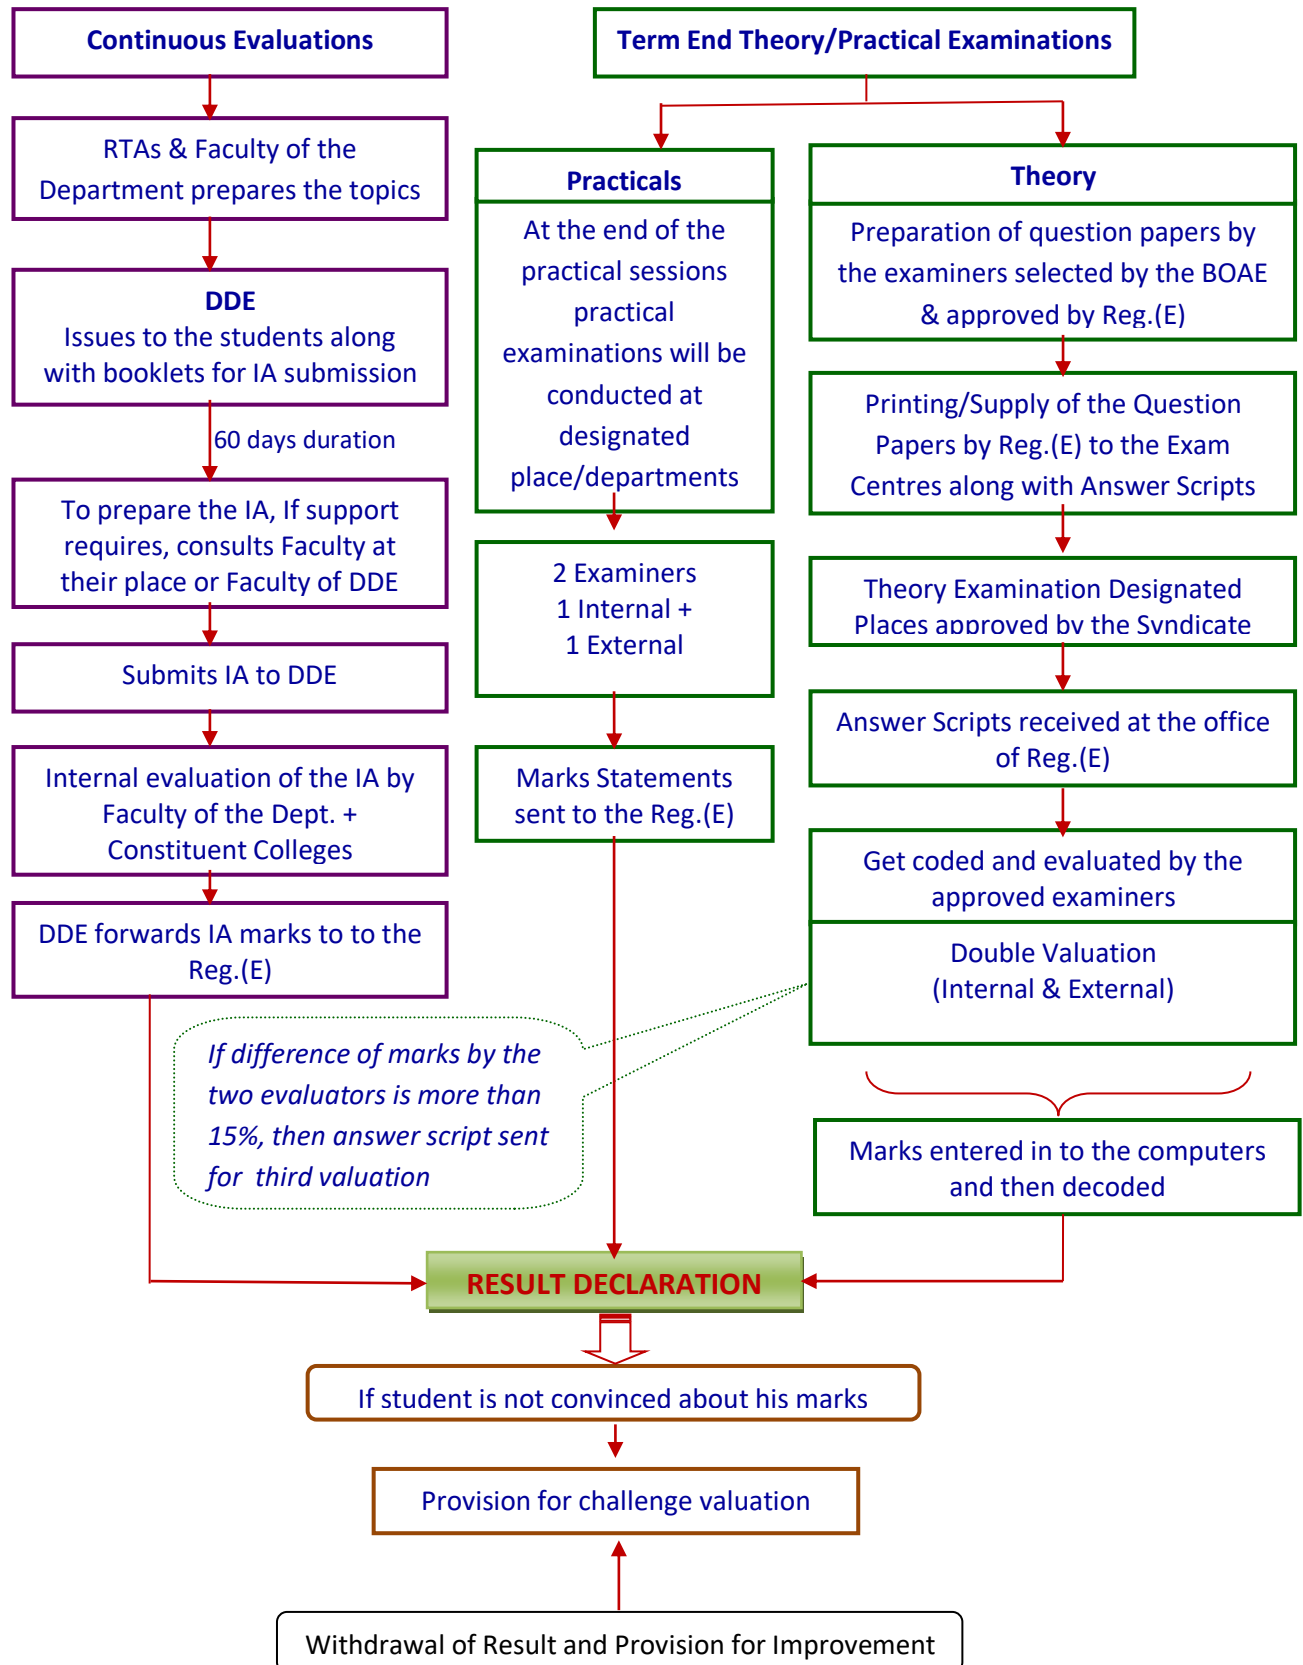 Continuous Evaluations
RTAs & Faculty of the
Department prepares the topics
DDE
Issues to the students along
with booklets for IA submission
60 days duration
To prepare the IA, If support
requires, consults Faculty at
their place or Faculty of DDE
Submits IA to DDE
Internal evaluation of the IA by
Faculty of the Dept. +
Constituent Colleges
DDE forwards IA marks to to the
Reg.(E)
Term End Theory/Practical Examinations
Practicals
At the end of the
practical sessions
practical
examinations will be
conducted at
designated
place/departments
2 Examiners
1 Internal +
1 External
Marks Statements
sent to the Reg.(E)
Theory
Preparation of question papers by
the examiners selected by the BOAE
& approved by Reg.(E)
Printing/Supply of the Question
Papers by Reg.(E) to the Exam
Centres along with Answer Scripts
Theory Examination Designated
Places approved by the Syndicate
Answer Scripts received at the office
of Reg.(E)
Get coded and evaluated by the
approved examiners
Double Valuation
(Internal & External)
If difference of marks by the
two evaluators is more than
15%, then answer script sent
for third valuation
Marks entered in to the computers
and then decoded
RESULT DECLARATION
If student is not convinced about his marks
Provision for challenge valuation
Withdrawal of Result and Provision for Improvement